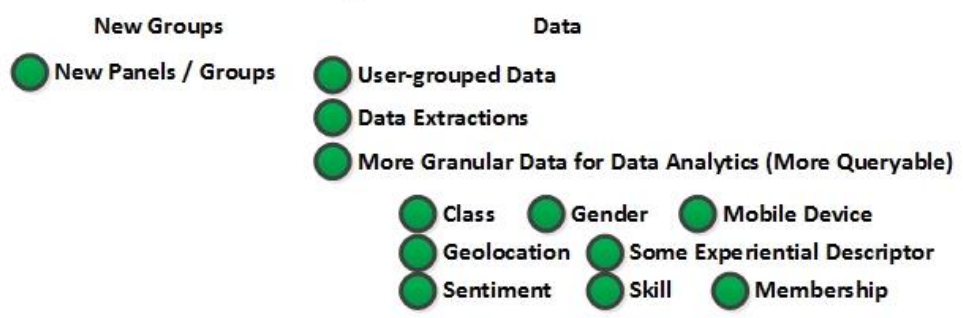 New Groups Data
New Panels / Groups User-grouped Data
Data Extractions
More Granular Data for Data Analytics (More Queryable)
Class Gender Mobile Device
Geolocation Some Experiential Descriptor
Sentiment Skill Membership